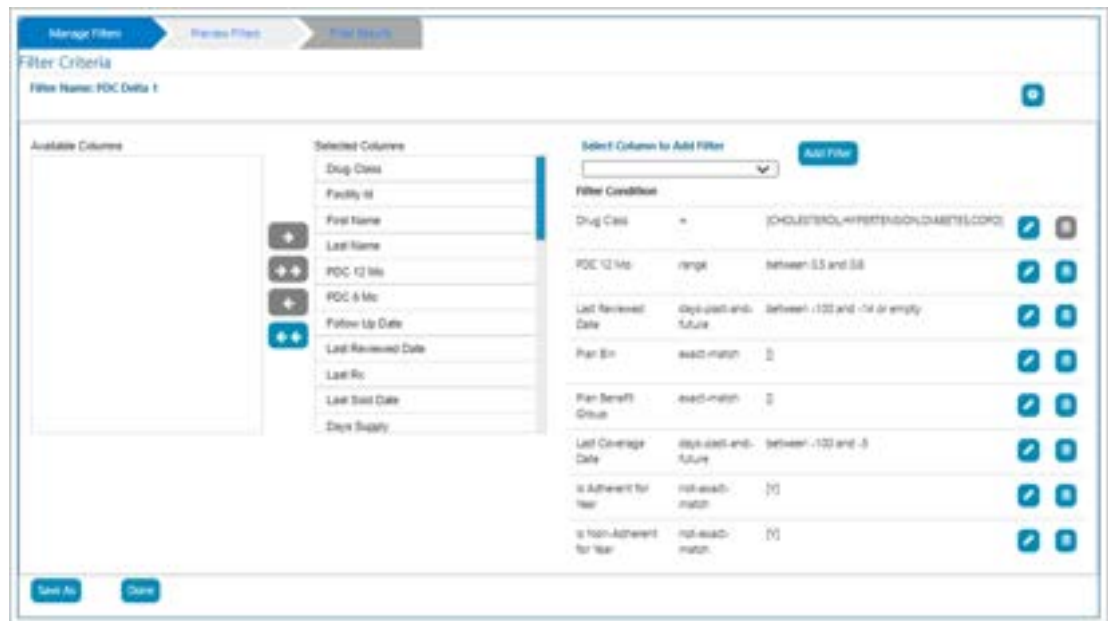 Manage Filters
Preview Filters
Print Results
Filter Criteria
Filter Name: PDC Delta 1
Available Columns
Selected Columns
Drug Class
Facility Id
First Name
Last Name
PDC 12 Mo
PDC 6 Mo
Follow Up Date
Last Reviewed Date
Last Rx
Last Sold Date
Days Supply
Select Column to Add Filter
Add Filter
Filter Condition
Drug Class = [CHOLESTEROL,HYPERTENSION,DIABETES,COPD]
PDC 12 Mo range between 0.5 and 0.8
Last Reviewed days-past-and- between -100 and -14 or empty
Date future
Plan Bin exact-match []
Plan Benefit exact-match []
Group
Last Coverage days-past-and- between -100 and -5
Date future
Is Adherent for not-exact- [Y]
Year match
Is Non-Adherent not-exact- [Y]
for Year match
Save As
Done